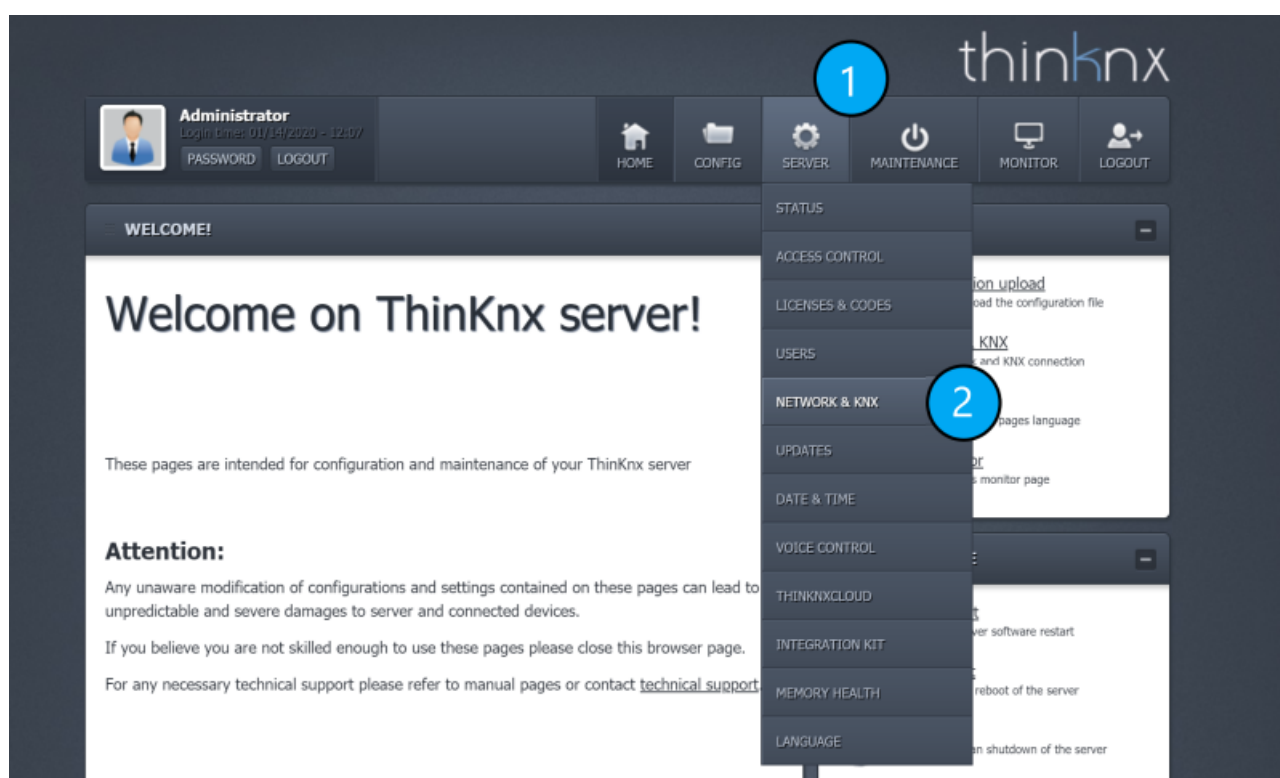 thinknx
1
Administrator
Login time: 01/14/2020 - 12:07
PASSWORD LOGOUT
HOME CONFIG SERVER MAINTENANCE MONITOR LOGOUT
WELCOME!
Welcome on ThinKnx server!
These pages are intended for configuration and maintenance of your ThinKnx server
Attention:
Any unaware modification of configurations and settings contained on these pages can lead to
unpredictable and severe damages to server and connected devices.
If you believe you are not skilled enough to use these pages please close this browser page.
For any necessary technical support please refer to manual pages or contact technical support.
STATUS
ACCESS CONTROL
LICENSES & CODES
USERS
NETWORK & KNX
2
UPDATES
DATE & TIME
VOICE CONTROL
THINKNXCLOUD
INTEGRATION KIT
MEMORY HEALTH
LANGUAGE
upload
the configuration file
KNX
and KNX connection
pages language
monitor page
software restart
reboot of the server
shutdown of the server